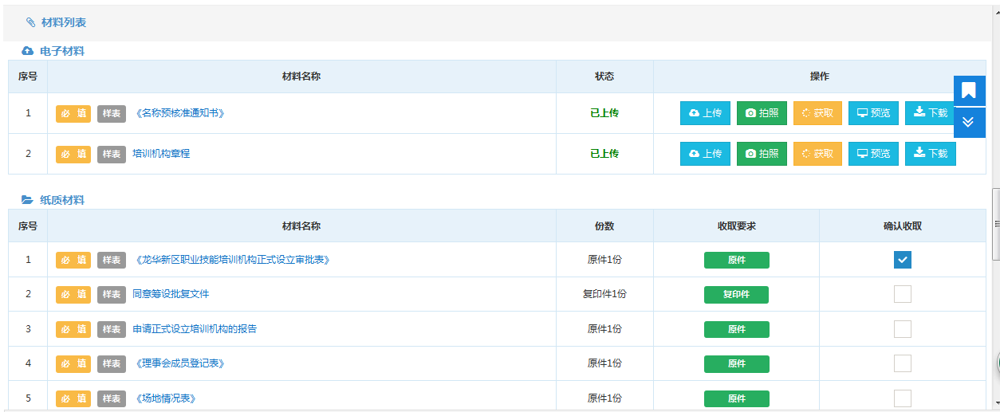 材料列表
电子材料
序号 材料名称 状态 操作
1 必 填 样表 《名称预核准通知书》 已上传 上传 拍照 获取 预览 下载
2 必 填 样表 培训机构章程 已上传 上传 拍照 获取 预览 下载
纸质材料
序号 材料名称 份数 收取要求 确认收取
1 必 填 样表 《龙华新区职业技能培训机构正式设立审批表》 原件1份 原件
2 必 填 样表 同意筹设批复文件 复印件1份 复印件
3 必 填 样表 申请正式设立培训机构的报告 原件1份 原件
4 必 填 样表 《理事会成员登记表》 原件1份 原件
5 必 填 样表 《场地情况表》 原件1份 原件